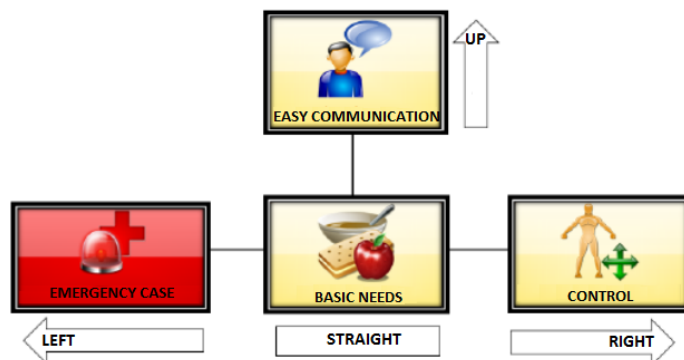 UP
EASY COMMUNICATION
EMERGENCY CASE
BASIC NEEDS
CONTROL
LEFT
STRAIGHT
RIGHT